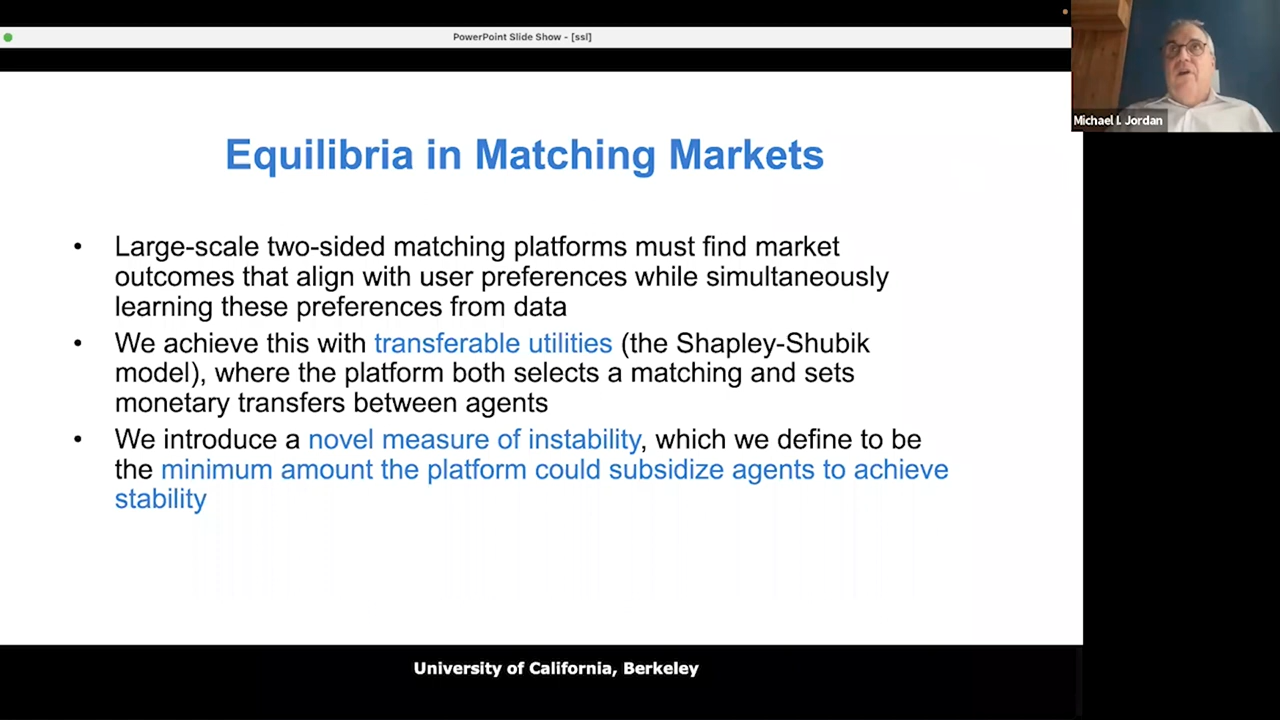 PowerPoint Slide Show - [ssl]
Michael I. Jordan
Equilibria in Matching Markets
• Large-scale two-sided matching platforms must find market
outcomes that align with user preferences while simultaneously
learning these preferences from data
• We achieve this with transferable utilities (the Shapley-Shubik
model), where the platform both selects a matching and sets
monetary transfers between agents
• We introduce a novel measure of instability, which we define to be
the minimum amount the platform could subsidize agents to achieve
stability
University of California, Berkeley